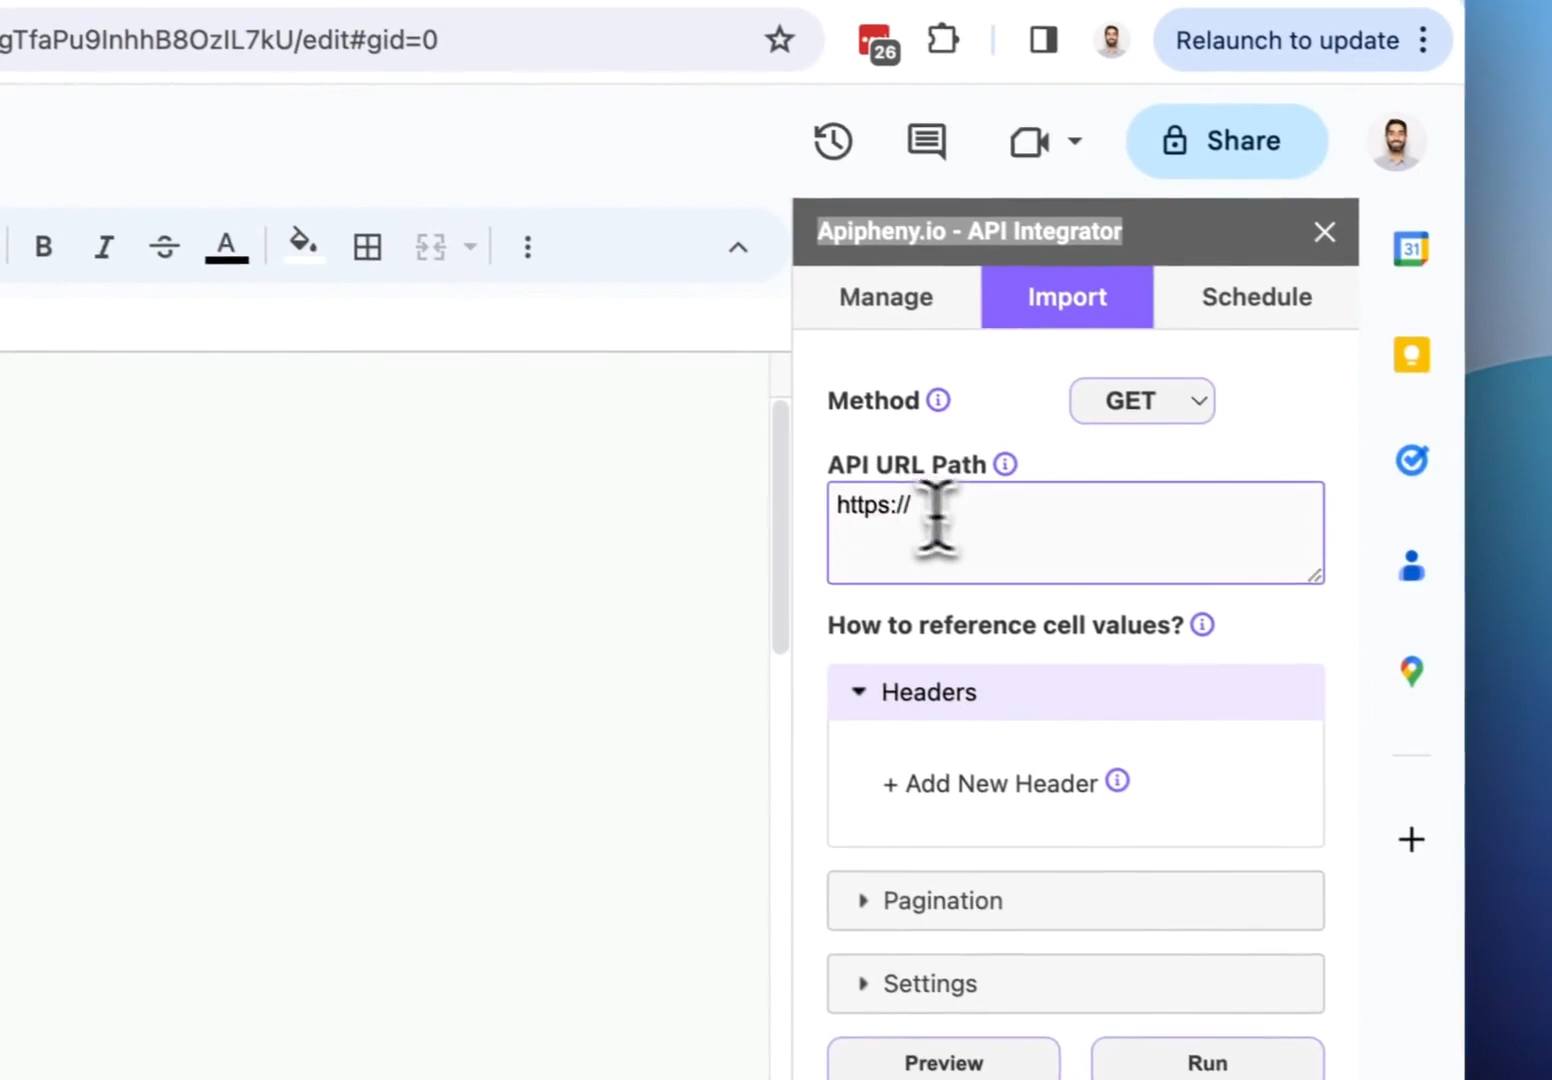 gTfaPu9InhhB8OzIL7kU/edit#gid=0
26
Relaunch to update
Share
B I S A
Apipheny.io - API Integrator
31
Manage Import Schedule
Method GET
API URL Path
https://
How to reference cell values?
Headers
+ Add New Header
Pagination
Settings
Preview Run